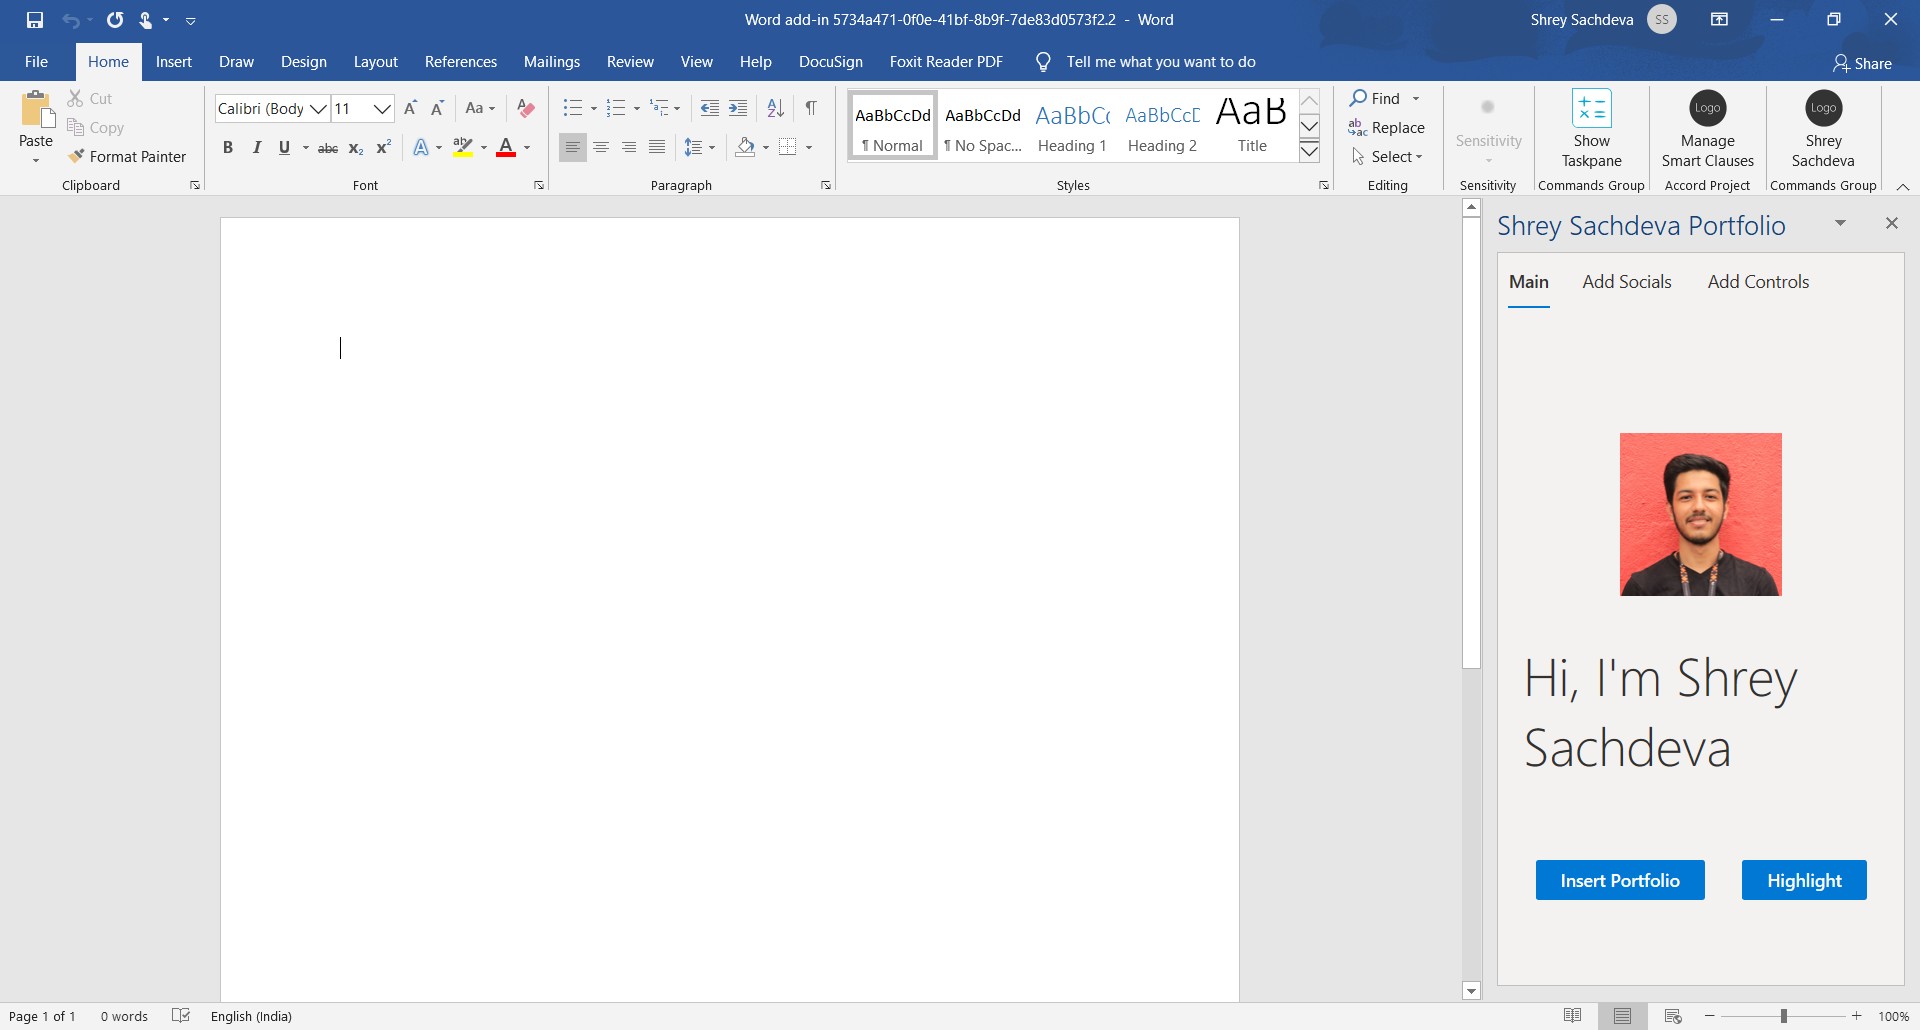 Word add-in 5734a471-0f0e-41bf-8b9f-7de83d0573f2.2 - Word
Shrey Sachdeva SS
File Home Insert Draw Design Layout References Mailings Review View Help DocuSign Foxit Reader PDF Tell me what you want to do Share
Paste
Cut
Copy
Format Painter
Clipboard
Calibri (Body 11 Aa
B I U abc x2 x2 A ab A
Font
Paragraph
AaBbCcDd AaBbCcDd AaBbCc AaBbCcD AaB
¶ Normal ¶ No Spac... Heading 1 Heading 2 Title
Styles
Find
Replace
Select
Editing
Sensitivity
Sensitivity
Show
Taskpane
Commands Group
Logo
Manage
Smart Clauses
Accord Project
Logo
Shrey
Sachdeva
Commands Group
Shrey Sachdeva Portfolio
Main Add Socials Add Controls
Hi, I'm Shrey
Sachdeva
Insert Portfolio Highlight
Page 1 of 1 0 words English (India) 100%